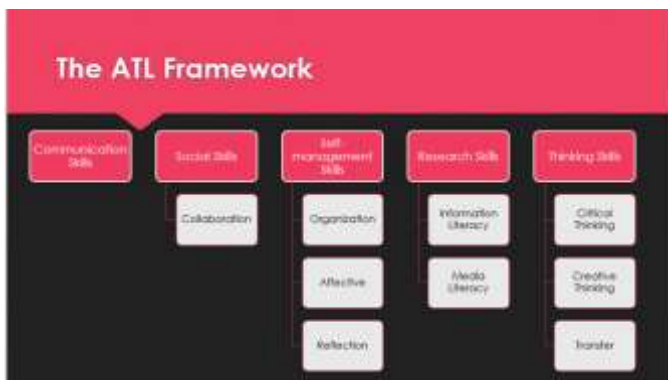 The ATL Framework
Communication
Skills
Social Skills
Self-
management
Skills
Research Skills
Thinking Skills
Collaboration
Organization
Affective
Reflection
Information
Literacy
Media
Literacy
Critical
Thinking
Creative
Thinking
Transfer